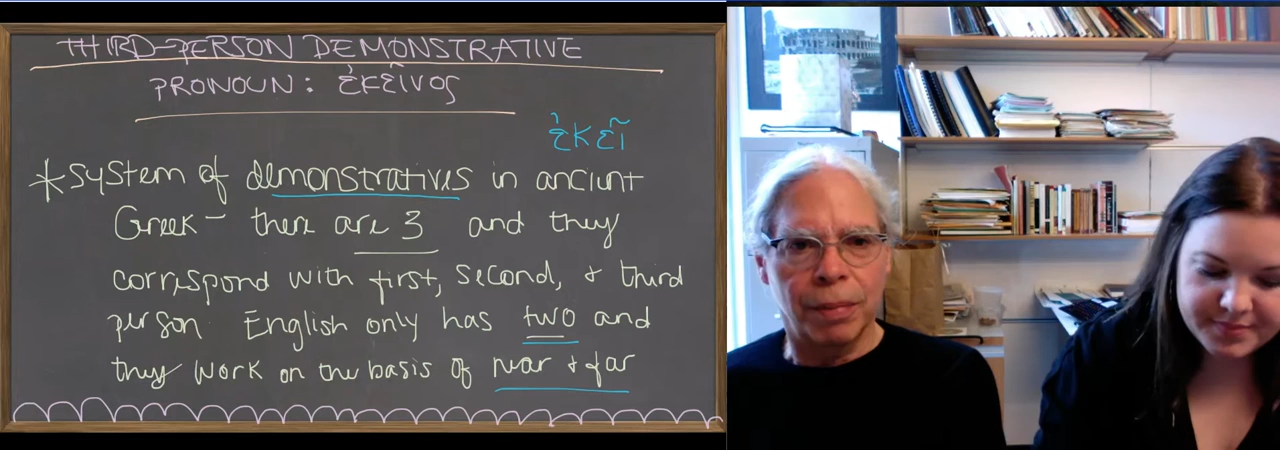 THIRD-PERSON DEMONSTRATIVE
PRONOUN: ἐκεῖνος
ἐκεῖ
*System of demonstratives in ancient
Greek - there are 3 and they
correspond with first, second, & third
person. English only has two and
they work on the basis of near & far